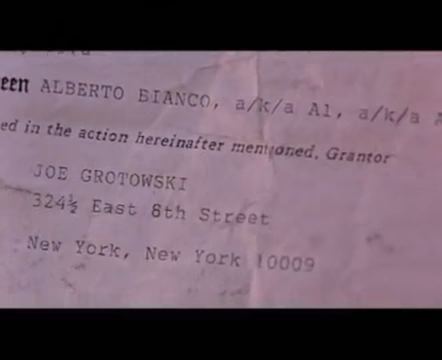 een ALBERTO BIANCO, a/k/a Al, a/k/a
ed in the action hereinafter mentioned, Grantor
JOE GROTOWSKI
324½ East 8th Street
New York, New York 10009